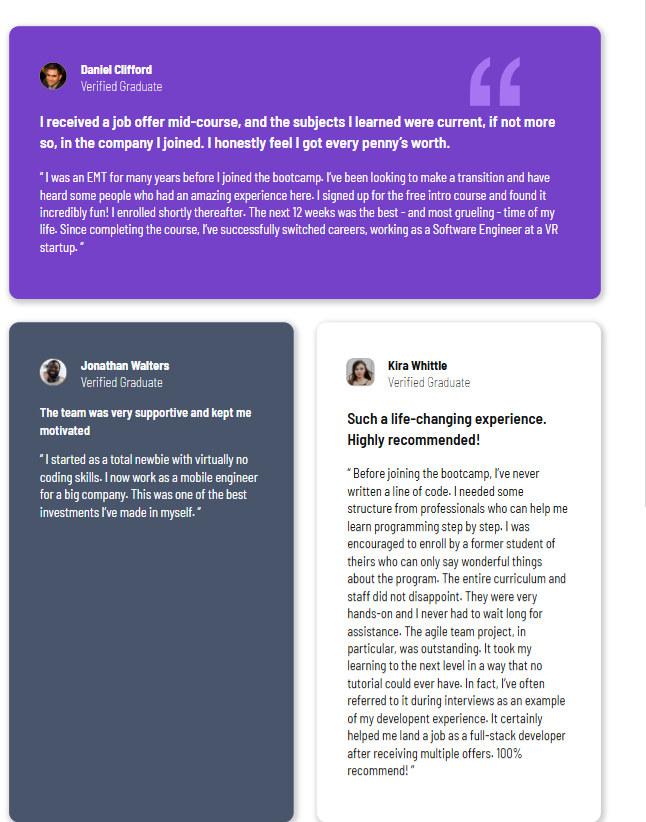 Daniel Clifford
Verified Graduate
“
I received a job offer mid-course, and the subjects I learned were current, if not more
so, in the company I joined. I honestly feel I got every penny’s worth.
“ I was an EMT for many years before I joined the bootcamp. I’ve been looking to make a transition and have
heard some people who had an amazing experience here. I signed up for the free intro course and found it
incredibly fun! I enrolled shortly thereafter. The next 12 weeks was the best - and most grueling - time of my
life. Since completing the course, I’ve successfully switched careers, working as a Software Engineer at a VR
startup. ”
Jonathan Walters
Verified Graduate
The team was very supportive and kept me
motivated
“ I started as a total newbie with virtually no
coding skills. I now work as a mobile engineer
for a big company. This was one of the best
investments I’ve made in myself. ”
Kira Whittle
Verified Graduate
Such a life-changing experience.
Highly recommended!
“ Before joining the bootcamp, I’ve never
written a line of code. I needed some
structure from professionals who can help me
learn programming step by step. I was
encouraged to enroll by a former student of
theirs who can only say wonderful things
about the program. The entire curriculum and
staff did not disappoint. They were very
hands-on and I never had to wait long for
assistance. The agile team project, in
particular, was outstanding. It took my
learning to the next level in a way that no
tutorial could ever have. In fact, I’ve often
referred to it during interviews as an example
of my developent experience. It certainly
helped me land a job as a full-stack developer
after receiving multiple offers. 100%
recommend! ”